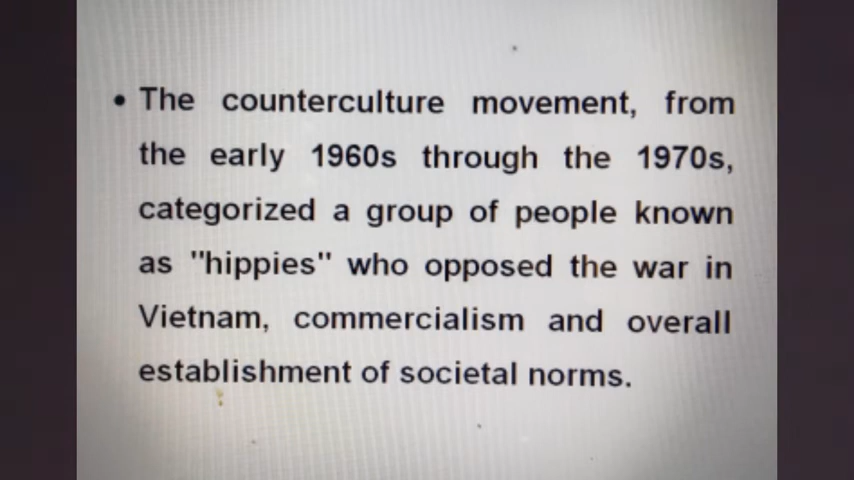 • The counterculture movement, from
the early 1960s through the 1970s,
categorized a group of people known
as "hippies" who opposed the war in
Vietnam, commercialism and overall
establishment of societal norms.